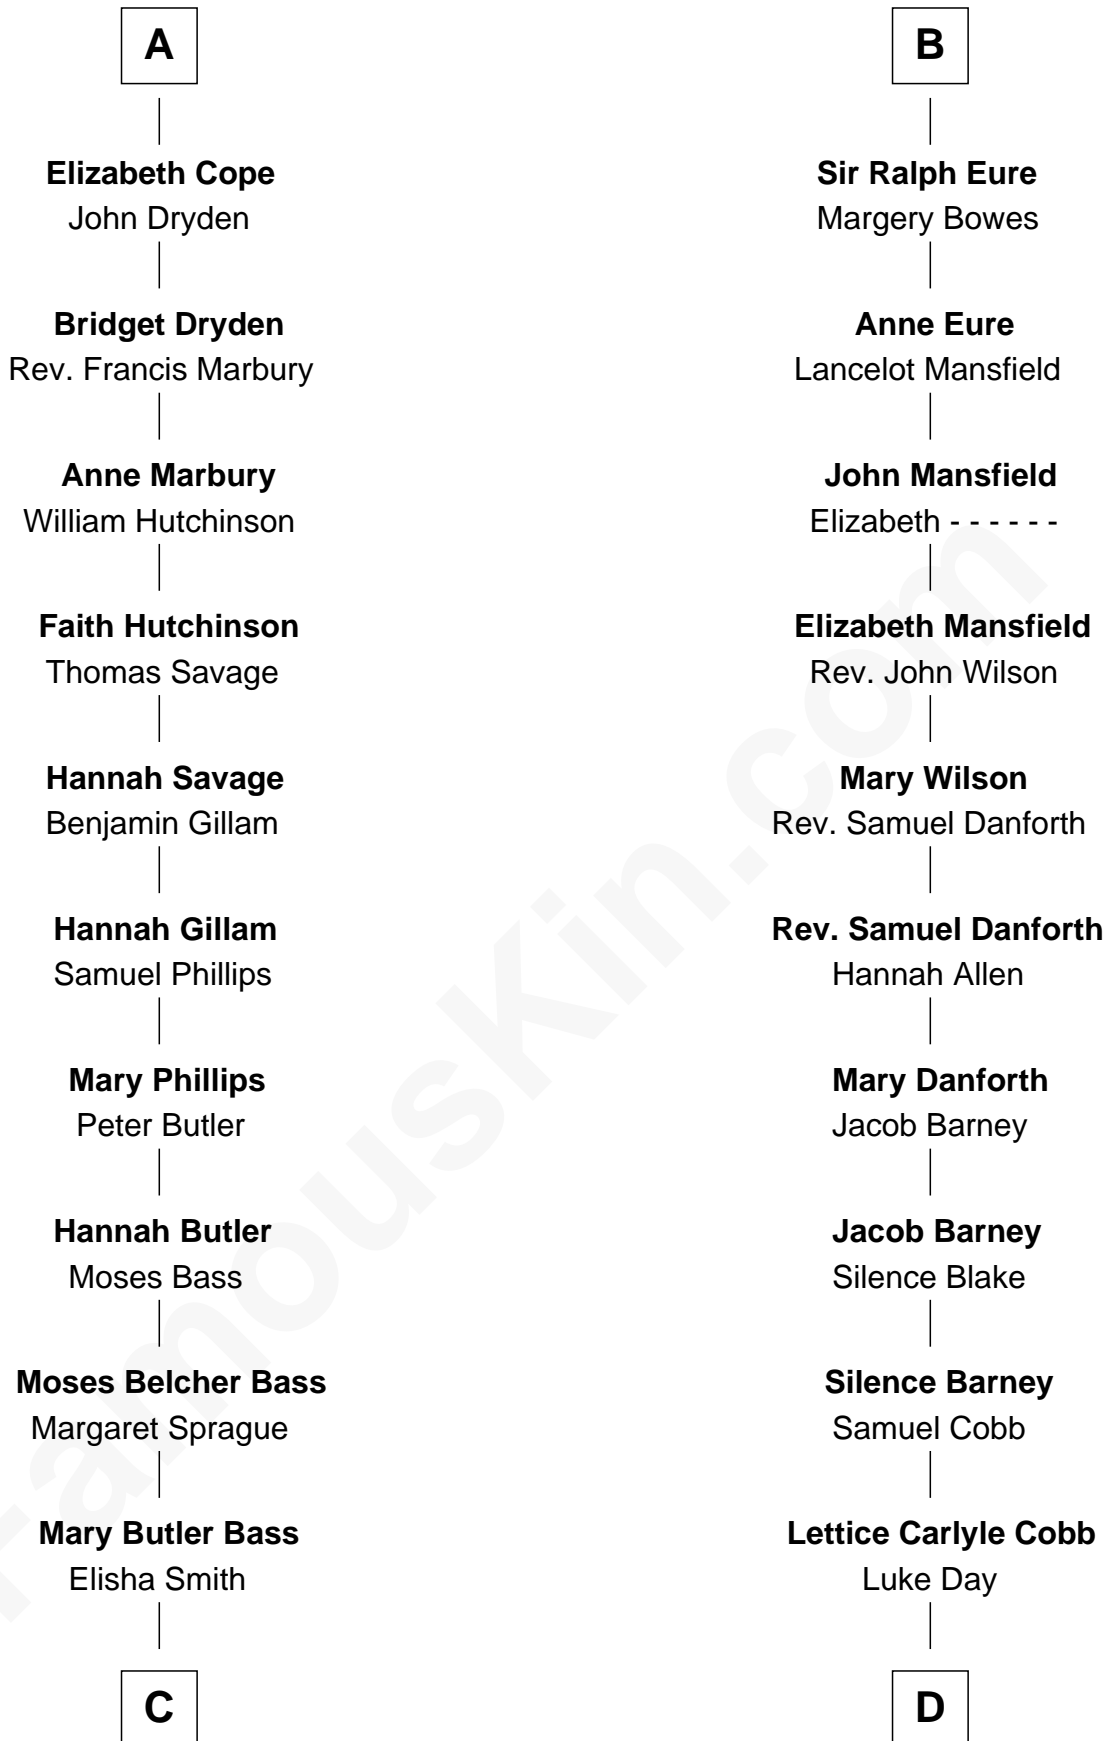 A
Elizabeth Cope
John Dryden
Bridget Dryden
Rev. Francis Marbury
Anne Marbury
William Hutchinson
Faith Hutchinson
Thomas Savage
Hannah Savage
Benjamin Gillam
Hannah Gillam
Samuel Phillips
Mary Phillips
Peter Butler
Hannah Butler
Moses Bass
Moses Belcher Bass
Margaret Sprague
Mary Butler Bass
Elisha Smith
C
B
Sir Ralph Eure
Margery Bowes
Anne Eure
Lancelot Mansfield
John Mansfield
Elizabeth - - - - - -
Elizabeth Mansfield
Rev. John Wilson
Mary Wilson
Rev. Samuel Danforth
Rev. Samuel Danforth
Hannah Allen
Mary Danforth
Jacob Barney
Jacob Barney
Silence Blake
Silence Barney
Samuel Cobb
Lettice Carlyle Cobb
Luke Day
D
FamousKin.com